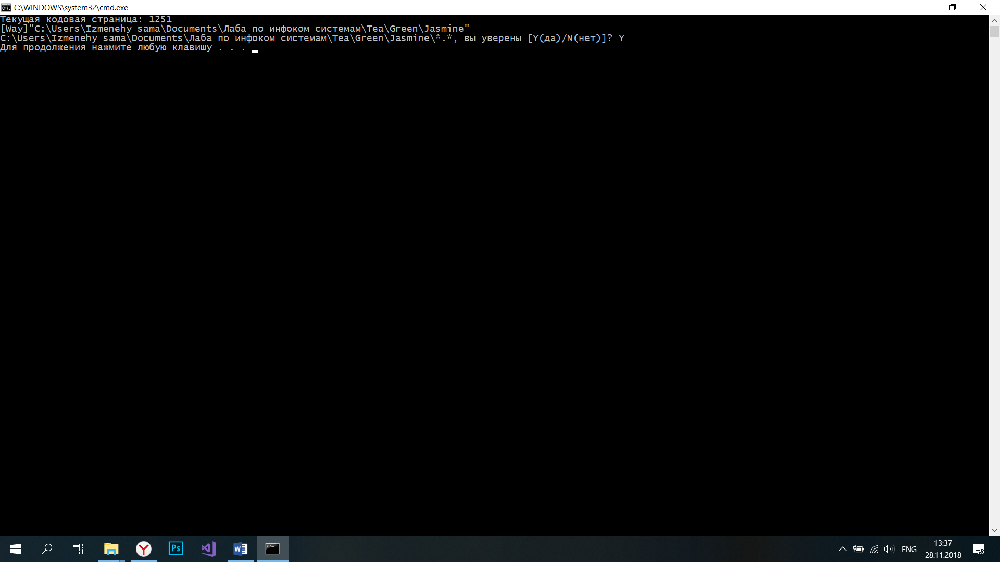 C:\WINDOWS\system32\cmd.exe
Текущая кодовая страница: 1251
[Way]"C:\Users\Izmenehy sama\Documents\Лаба по инфоком системам\Tea\Green\Jasmine"
C:\Users\Izmenehy sama\Documents\Лаба по инфоком системам\Tea\Green\Jasmine\*.*, вы уверены [Y(да)/N(нет)]? Y
Для продолжения нажмите любую клавишу . . .
Ps
ENG
13:37
28.11.2018